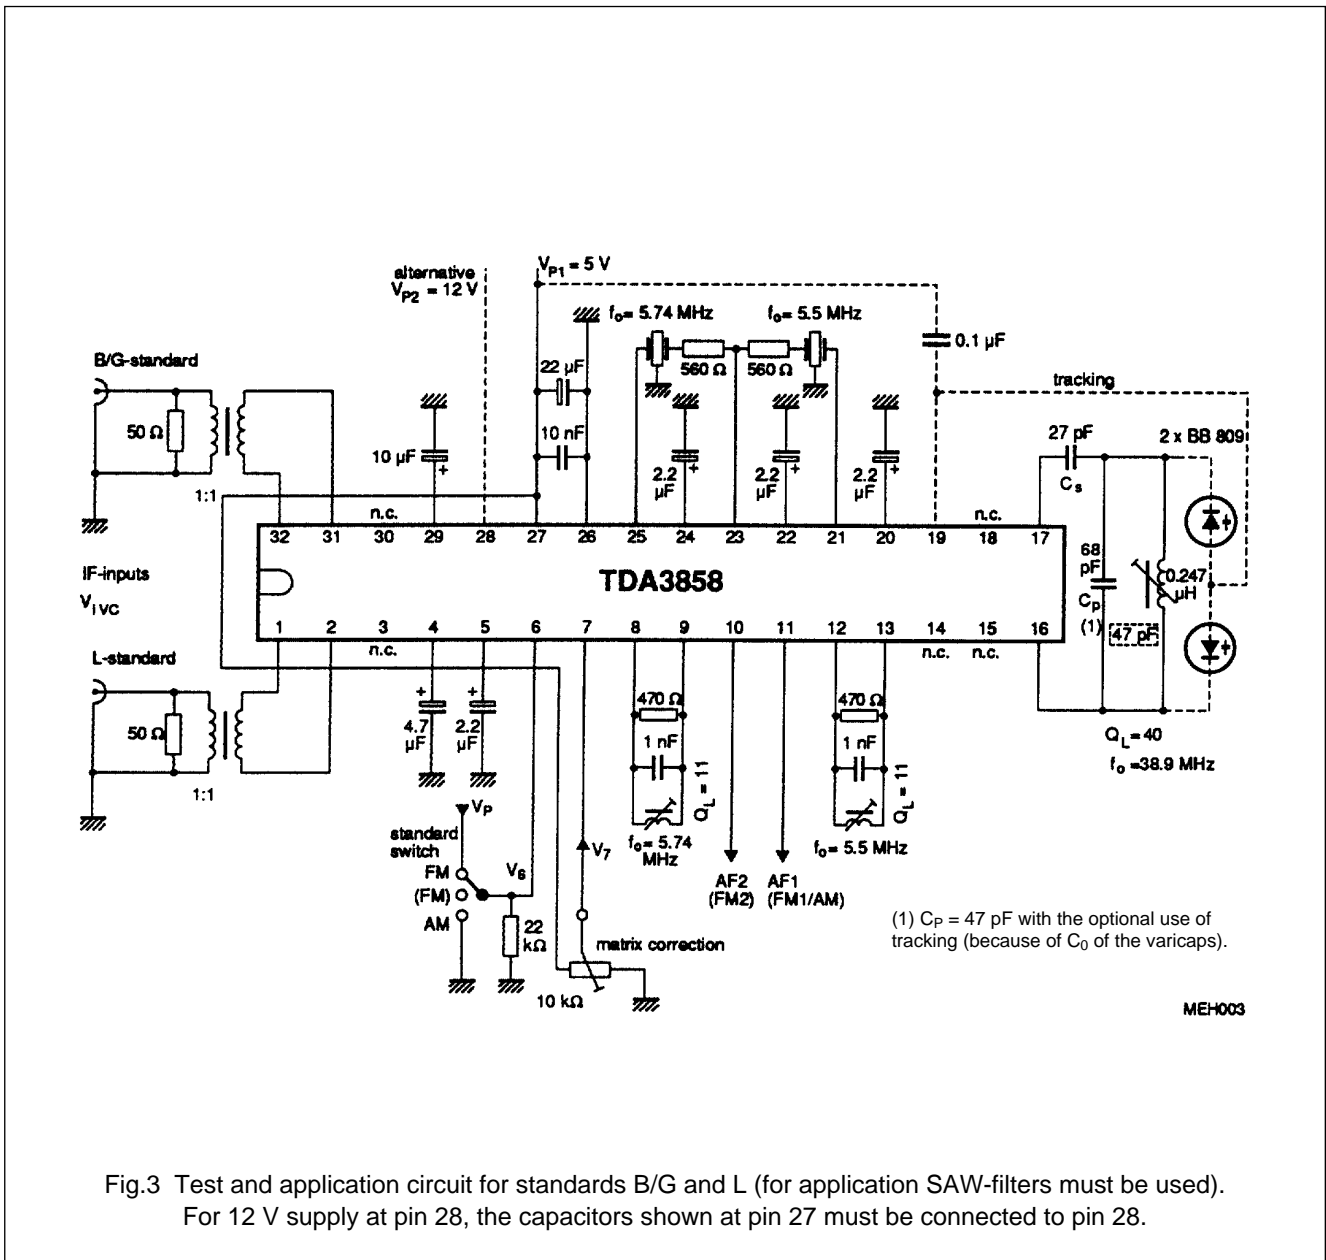 alternative
VP2 = 12 V
VP1 = 5 V
fo= 5.74 MHz
fo= 5.5 MHz
0.1 µF
B/G-standard
22 µF
560 Ω
560 Ω
tracking
50 Ω
10 nF
27 pF
2 x BB 809
10 µF
+
2.2
µF
+
2.2
µF
+
2.2
µF
+
Cs
1:1
n.c.
n.c.
32
31
30
29
28
27
26
25
24
23
22
21
20
19
18
17
IF-inputs
VI VC
TDA3858
68
pF
CP
(1)
0.247
µH
47 pF
1
2
3
4
5
6
7
8
9
10
11
12
13
14
15
16
n.c.
n.c.
n.c.
L-standard
50 Ω
1:1
+
4.7
µF
+
2.2
µF
470 Ω
1 nF
QL = 11
470 Ω
1 nF
QL = 11
QL = 40
fo =38.9 MHz
VP
standard
switch
FM
(FM)
AM
V6
22
kΩ
V7
fo= 5.74
MHz
fo= 5.5 MHz
AF2
(FM2)
AF1
(FM1/AM)
matrix correction
10 kΩ
(1) CP = 47 pF with the optional use of
tracking (because of C0 of the varicaps).
MEH003
Fig.3 Test and application circuit for standards B/G and L (for application SAW-filters must be used).
For 12 V supply at pin 28, the capacitors shown at pin 27 must be connected to pin 28.